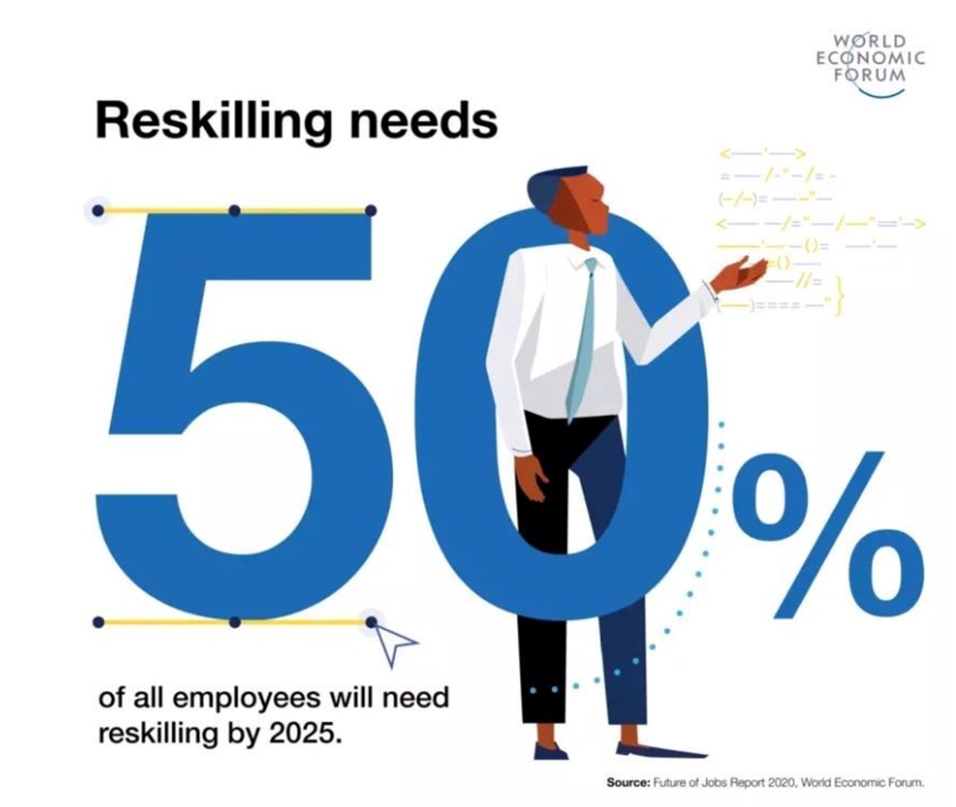 WORLD
ECONOMIC
FORUM
Reskilling needs
50%
of all employees will need
reskilling by 2025.
Source: Future of Jobs Report 2020, World Economic Forum.